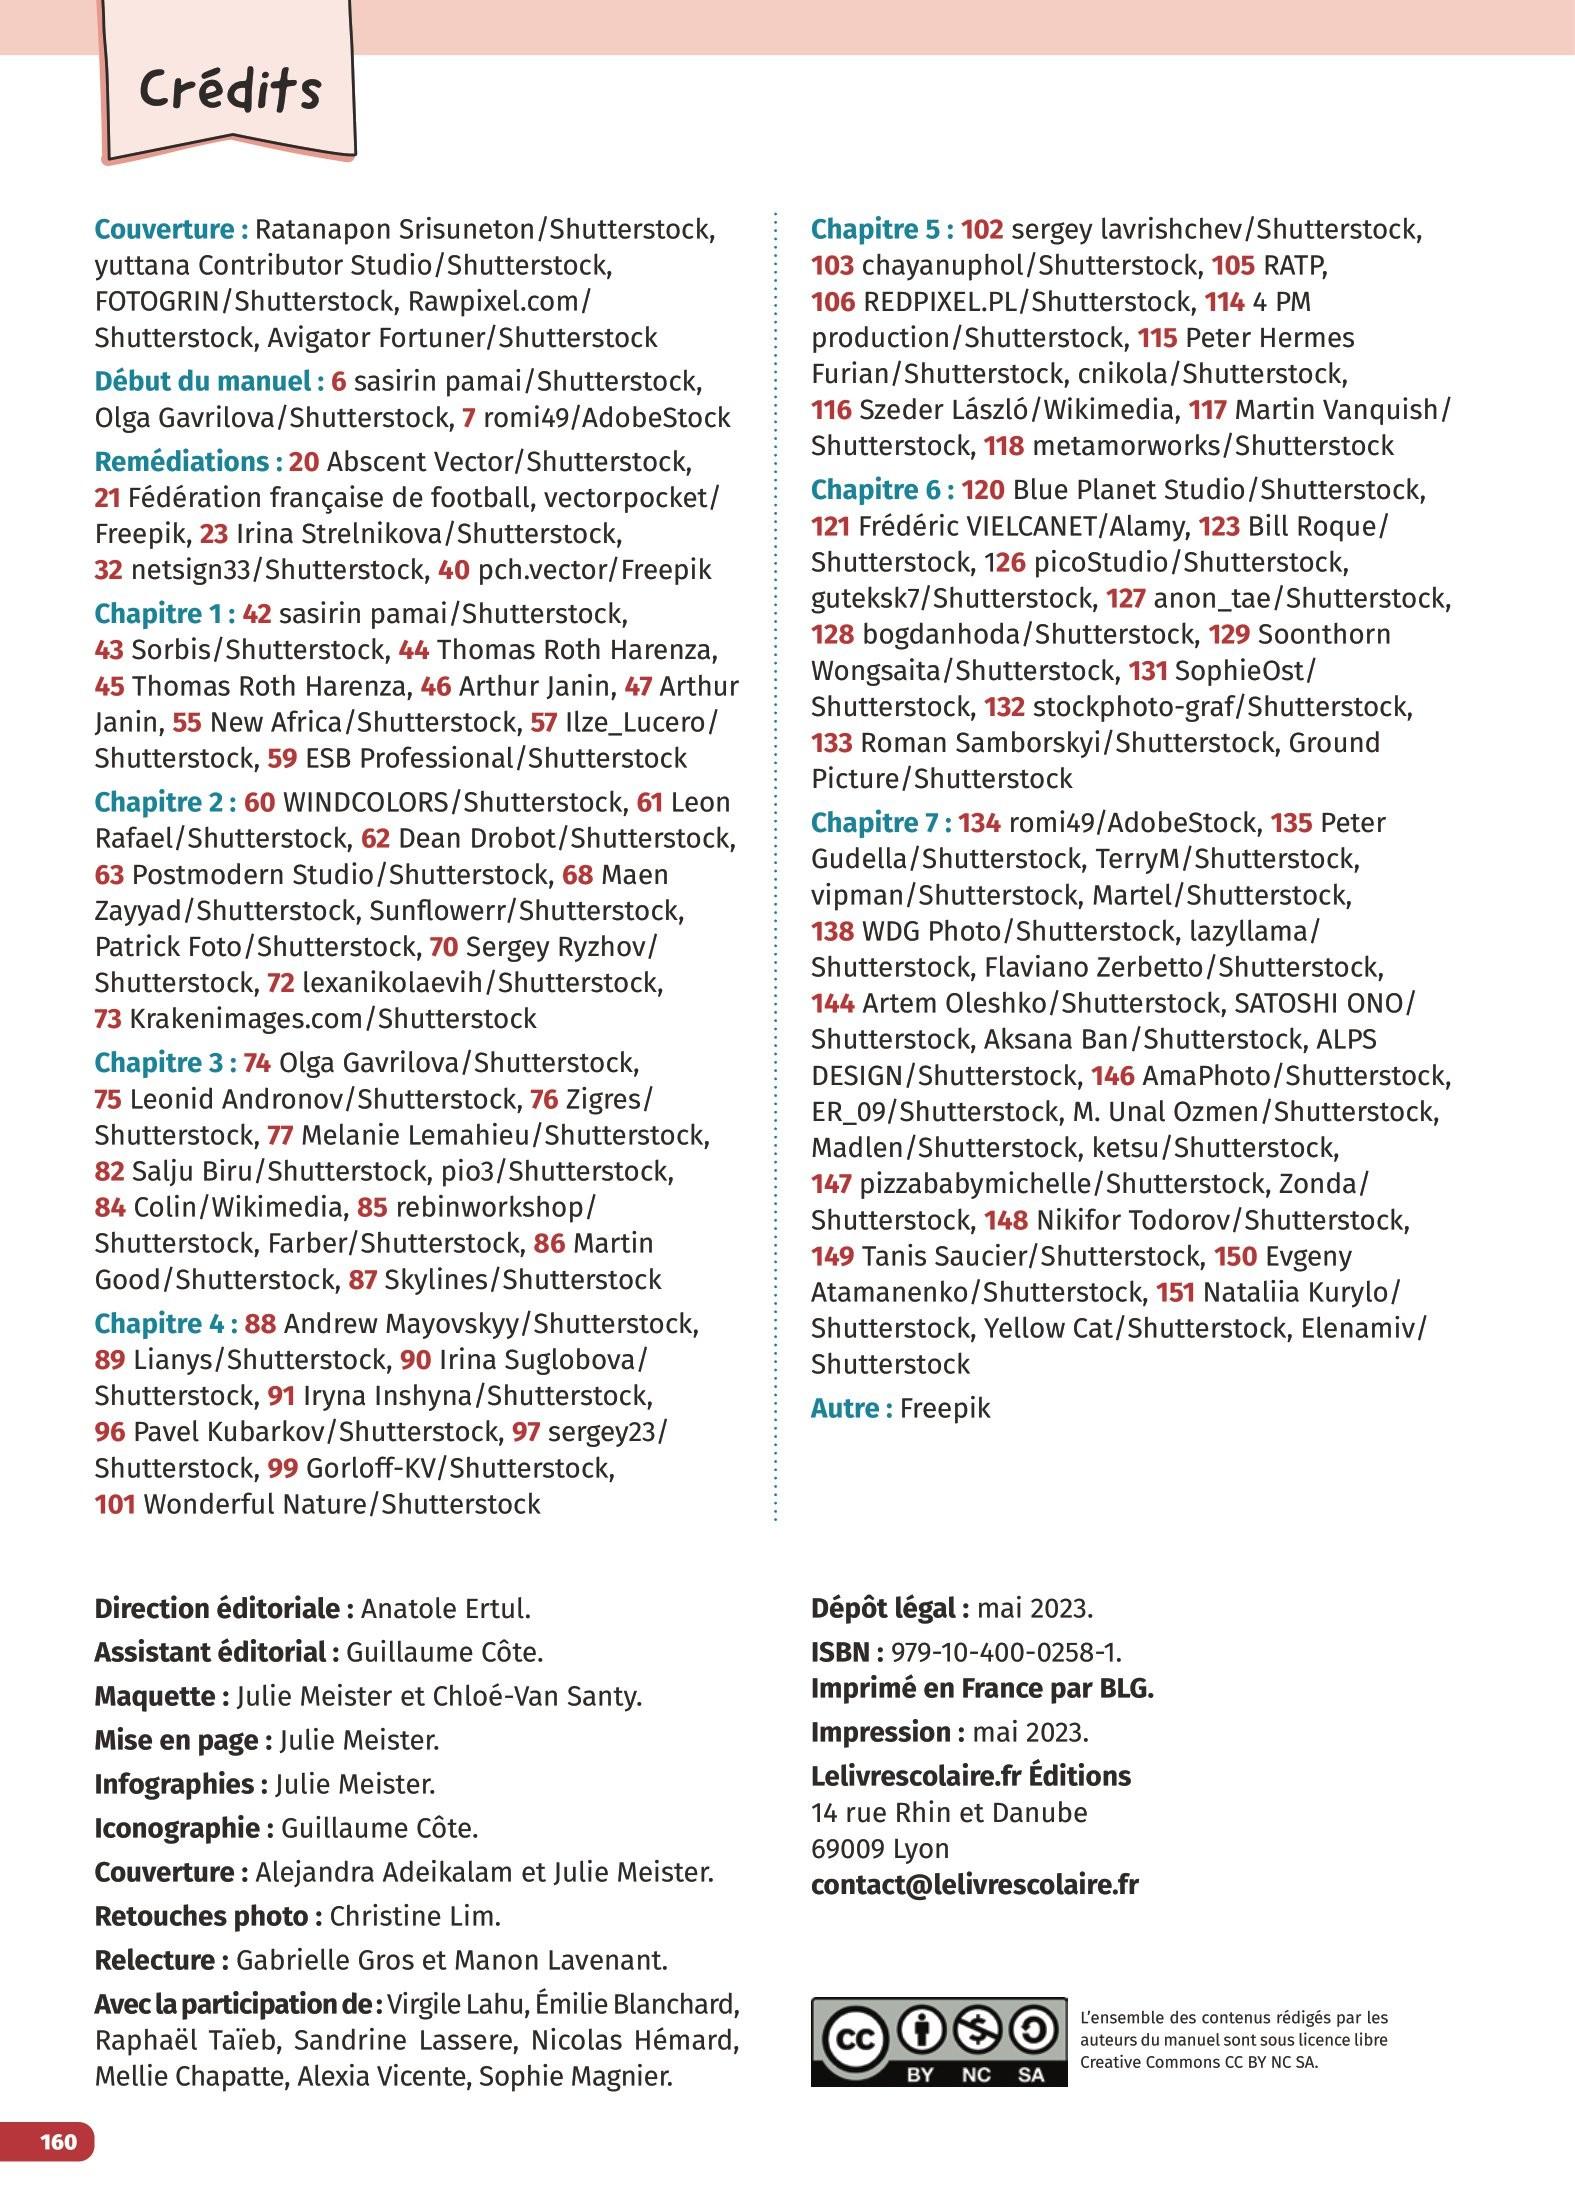 Crédits
Couverture : Ratanapon Srisuneton/Shutterstock,
yuttana Contributor Studio/Shutterstock,
FOTOGRIN/Shutterstock, Rawpixel.com/
Shutterstock, Avigator Fortuner/Shutterstock
Début du manuel : 6 sasirin pamai/Shutterstock,
Olga Gavrilova/Shutterstock, 7 romi49/AdobeStock
Remédiations : 20 Abscent Vector/Shutterstock,
21 Fédération française de football, vectorpocket/
Freepik, 23 Irina Strelnikova/Shutterstock,
32 netsign33/Shutterstock, 40 pch.vector/Freepik
Chapitre 1 : 42 sasirin pamai/Shutterstock,
43 Sorbis/Shutterstock, 44 Thomas Roth Harenza,
45 Thomas Roth Harenza, 46 Arthur Janin, 47 Arthur
Janin, 55 New Africa/Shutterstock, 57 Ilze_Lucero/
Shutterstock, 59 ESB Professional/Shutterstock
Chapitre 2 : 60 WINDCOLORS/Shutterstock, 61 Leon
Rafael/Shutterstock, 62 Dean Drobot/Shutterstock,
63 Postmodern Studio/Shutterstock, 68 Maen
Zayyad/Shutterstock, Sunflowerr/Shutterstock,
Patrick Foto/Shutterstock, 70 Sergey Ryzhov/
Shutterstock, 72 lexanikolaevih/Shutterstock,
73 Krakenimages.com/Shutterstock
Chapitre 3 : 74 Olga Gavrilova/Shutterstock,
75 Leonid Andronov/Shutterstock, 76 Zigres/
Shutterstock, 77 Melanie Lemahieu/Shutterstock,
82 Salju Biru/Shutterstock, pio3/Shutterstock,
84 Colin/Wikimedia, 85 rebinworkshop/
Shutterstock, Farber/Shutterstock, 86 Martin
Good/Shutterstock, 87 Skylines/Shutterstock
Chapitre 4 : 88 Andrew Mayovskyy/Shutterstock,
89 Lianys/Shutterstock, 90 Irina Suglobova/
Shutterstock, 91 Iryna Inshyna/Shutterstock,
96 Pavel Kubarkov/Shutterstock, 97 sergey23/
Shutterstock, 99 Gorloff-KV/Shutterstock,
101 Wonderful Nature/Shutterstock
Chapitre 5 : 102 sergey lavrishchev/Shutterstock,
103 chayanuphol/Shutterstock, 105 RATP,
106 REDPIXEL.PL/Shutterstock, 114 4 PM
production/Shutterstock, 115 Peter Hermes
Furian/Shutterstock, cnikola/Shutterstock,
116 Szeder László/Wikimedia, 117 Martin Vanquish/
Shutterstock, 118 metamorworks/Shutterstock
Chapitre 6 : 120 Blue Planet Studio/Shutterstock,
121 Frédéric VIELCANET/Alamy, 123 Bill Roque/
Shutterstock, 126 picoStudio/Shutterstock,
guteksk7/Shutterstock, 127 anon_tae/Shutterstock,
128 bogdanhoda/Shutterstock, 129 Soonthorn
Wongsaita/Shutterstock, 131 SophieOst/
Shutterstock, 132 stockphoto-graf/Shutterstock,
133 Roman Samborskyi/Shutterstock, Ground
Picture/Shutterstock
Chapitre 7 : 134 romi49/AdobeStock, 135 Peter
Gudella/Shutterstock, TerryM/Shutterstock,
vipman/Shutterstock, Martel/Shutterstock,
138 WDG Photo/Shutterstock, lazyllama/
Shutterstock, Flaviano Zerbetto/Shutterstock,
144 Artem Oleshko/Shutterstock, SATOSHI ONO/
Shutterstock, Aksana Ban/Shutterstock, ALPS
DESIGN/Shutterstock, 146 AmaPhoto/Shutterstock,
ER_09/Shutterstock, M. Unal Ozmen/Shutterstock,
Madlen/Shutterstock, ketsu/Shutterstock,
147 pizzababymichelle/Shutterstock, Zonda/
Shutterstock, 148 Nikifor Todorov/Shutterstock,
149 Tanis Saucier/Shutterstock, 150 Evgeny
Atamanenko/Shutterstock, 151 Nataliia Kurylo/
Shutterstock, Yellow Cat/Shutterstock, Elenamiv/
Shutterstock
Autre : Freepik
Direction éditoriale : Anatole Ertul.
Assistant éditorial : Guillaume Côte.
Maquette : Julie Meister et Chloé-Van Santy.
Mise en page : Julie Meister.
Infographies : Julie Meister.
Iconographie : Guillaume Côte.
Couverture : Alejandra Adeikalam et Julie Meister.
Retouches photo : Christine Lim.
Relecture : Gabrielle Gros et Manon Lavenant.
Avec la participation de : Virgile Lahu, Émilie Blanchard,
Raphaël Taïeb, Sandrine Lassere, Nicolas Hémard,
Mellie Chapatte, Alexia Vicente, Sophie Magnier.
Dépôt légal : mai 2023.
ISBN : 979-10-400-0258-1.
Imprimé en France par BLG.
Impression : mai 2023.
Lelivrescolaire.fr Éditions
14 rue Rhin et Danube
69009 Lyon
contact@lelivrescolaire.fr
cc
BY NC SA
L'ensemble des contenus rédigés par les
auteurs du manuel sont sous licence libre
Creative Commons CC BY NC SA.
160